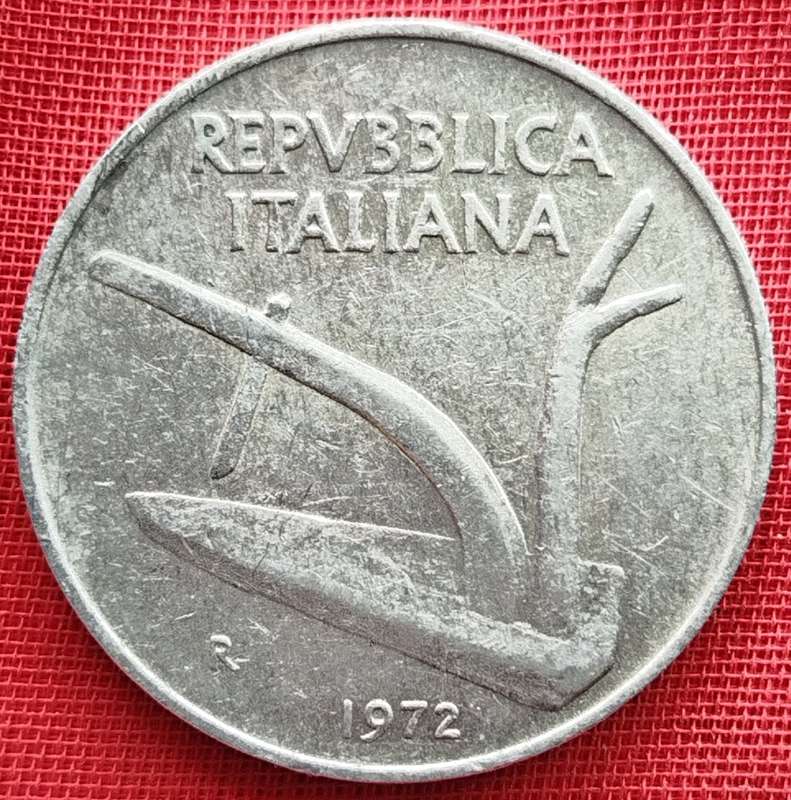 REPVBBLICA
ITALIANA
R
1972